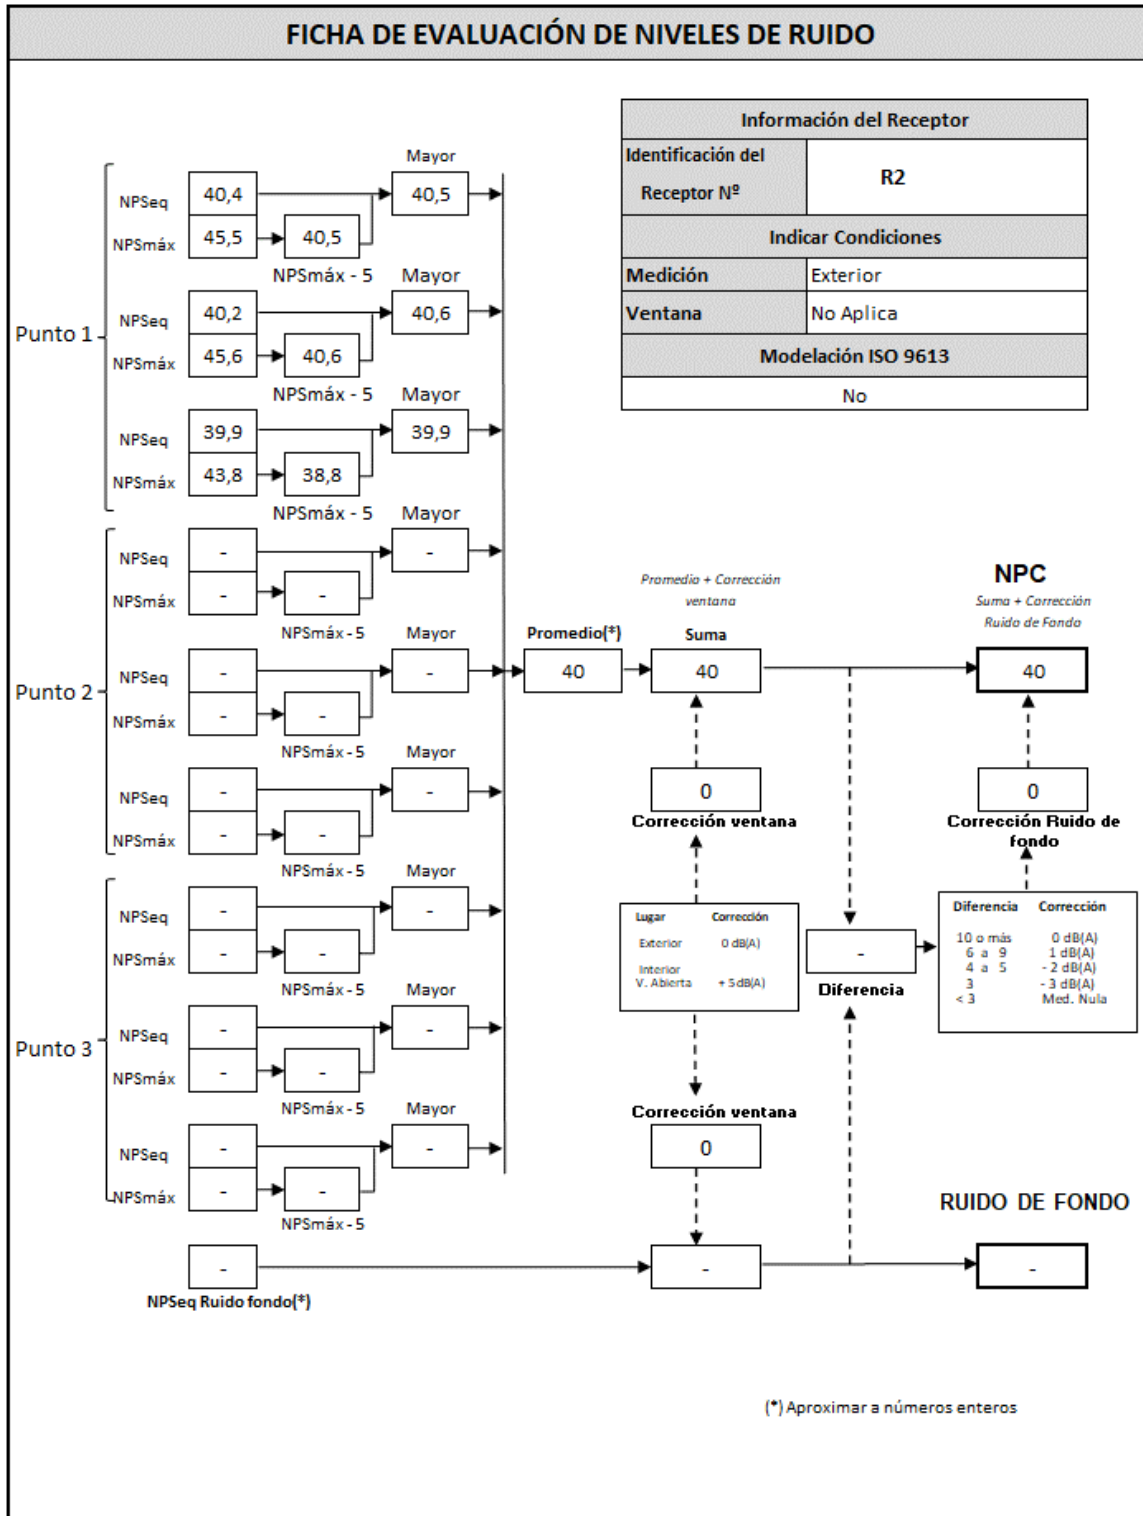 FICHA DE EVALUACIÓN DE NIVELES DE RUIDO
Información del Receptor
Identificación del Receptor Nº
R2
Indicar Condiciones
Medición
Exterior
Ventana
No Aplica
Modelación ISO 9613
No
Punto 1
Mayor
NPSeq
40,4
40,5
NPSmáx
45,5
40,5
NPSmáx - 5
Mayor
NPSeq
40,2
40,6
NPSmáx
45,6
40,6
NPSmáx - 5
Mayor
NPSeq
39,9
39,9
NPSmáx
43,8
38,8
NPSmáx - 5
Punto 2
Mayor
NPSeq
-
-
NPSmáx
-
-
NPSmáx - 5
Mayor
NPSeq
-
-
NPSmáx
-
-
NPSmáx - 5
Mayor
NPSeq
-
-
NPSmáx
-
-
NPSmáx - 5
Punto 3
Mayor
NPSeq
-
-
NPSmáx
-
-
NPSmáx - 5
Mayor
NPSeq
-
-
NPSmáx
-
-
NPSmáx - 5
Mayor
NPSeq
-
-
NPSmáx
-
-
NPSmáx - 5
-
NPSeq Ruido fondo(*)
Promedio(*)
40
Promedio + Corrección
ventana
Suma
40
0
Corrección ventana
Lugar Corrección
Exterior 0 dB(A)
Interior
V. Abierta + 5 dB(A)
Corrección ventana
0
-
NPC
Suma + Corrección
Ruido de Fondo
40
0
Corrección Ruido de
fondo
-
Diferencia
Diferencia Corrección
10 o más 0 dB(A)
6 a 9 1 dB(A)
4 a 5 - 2 dB(A)
3 - 3 dB(A)
< 3 Med. Nula
RUIDO DE FONDO
-
(*) Aproximar a números enteros